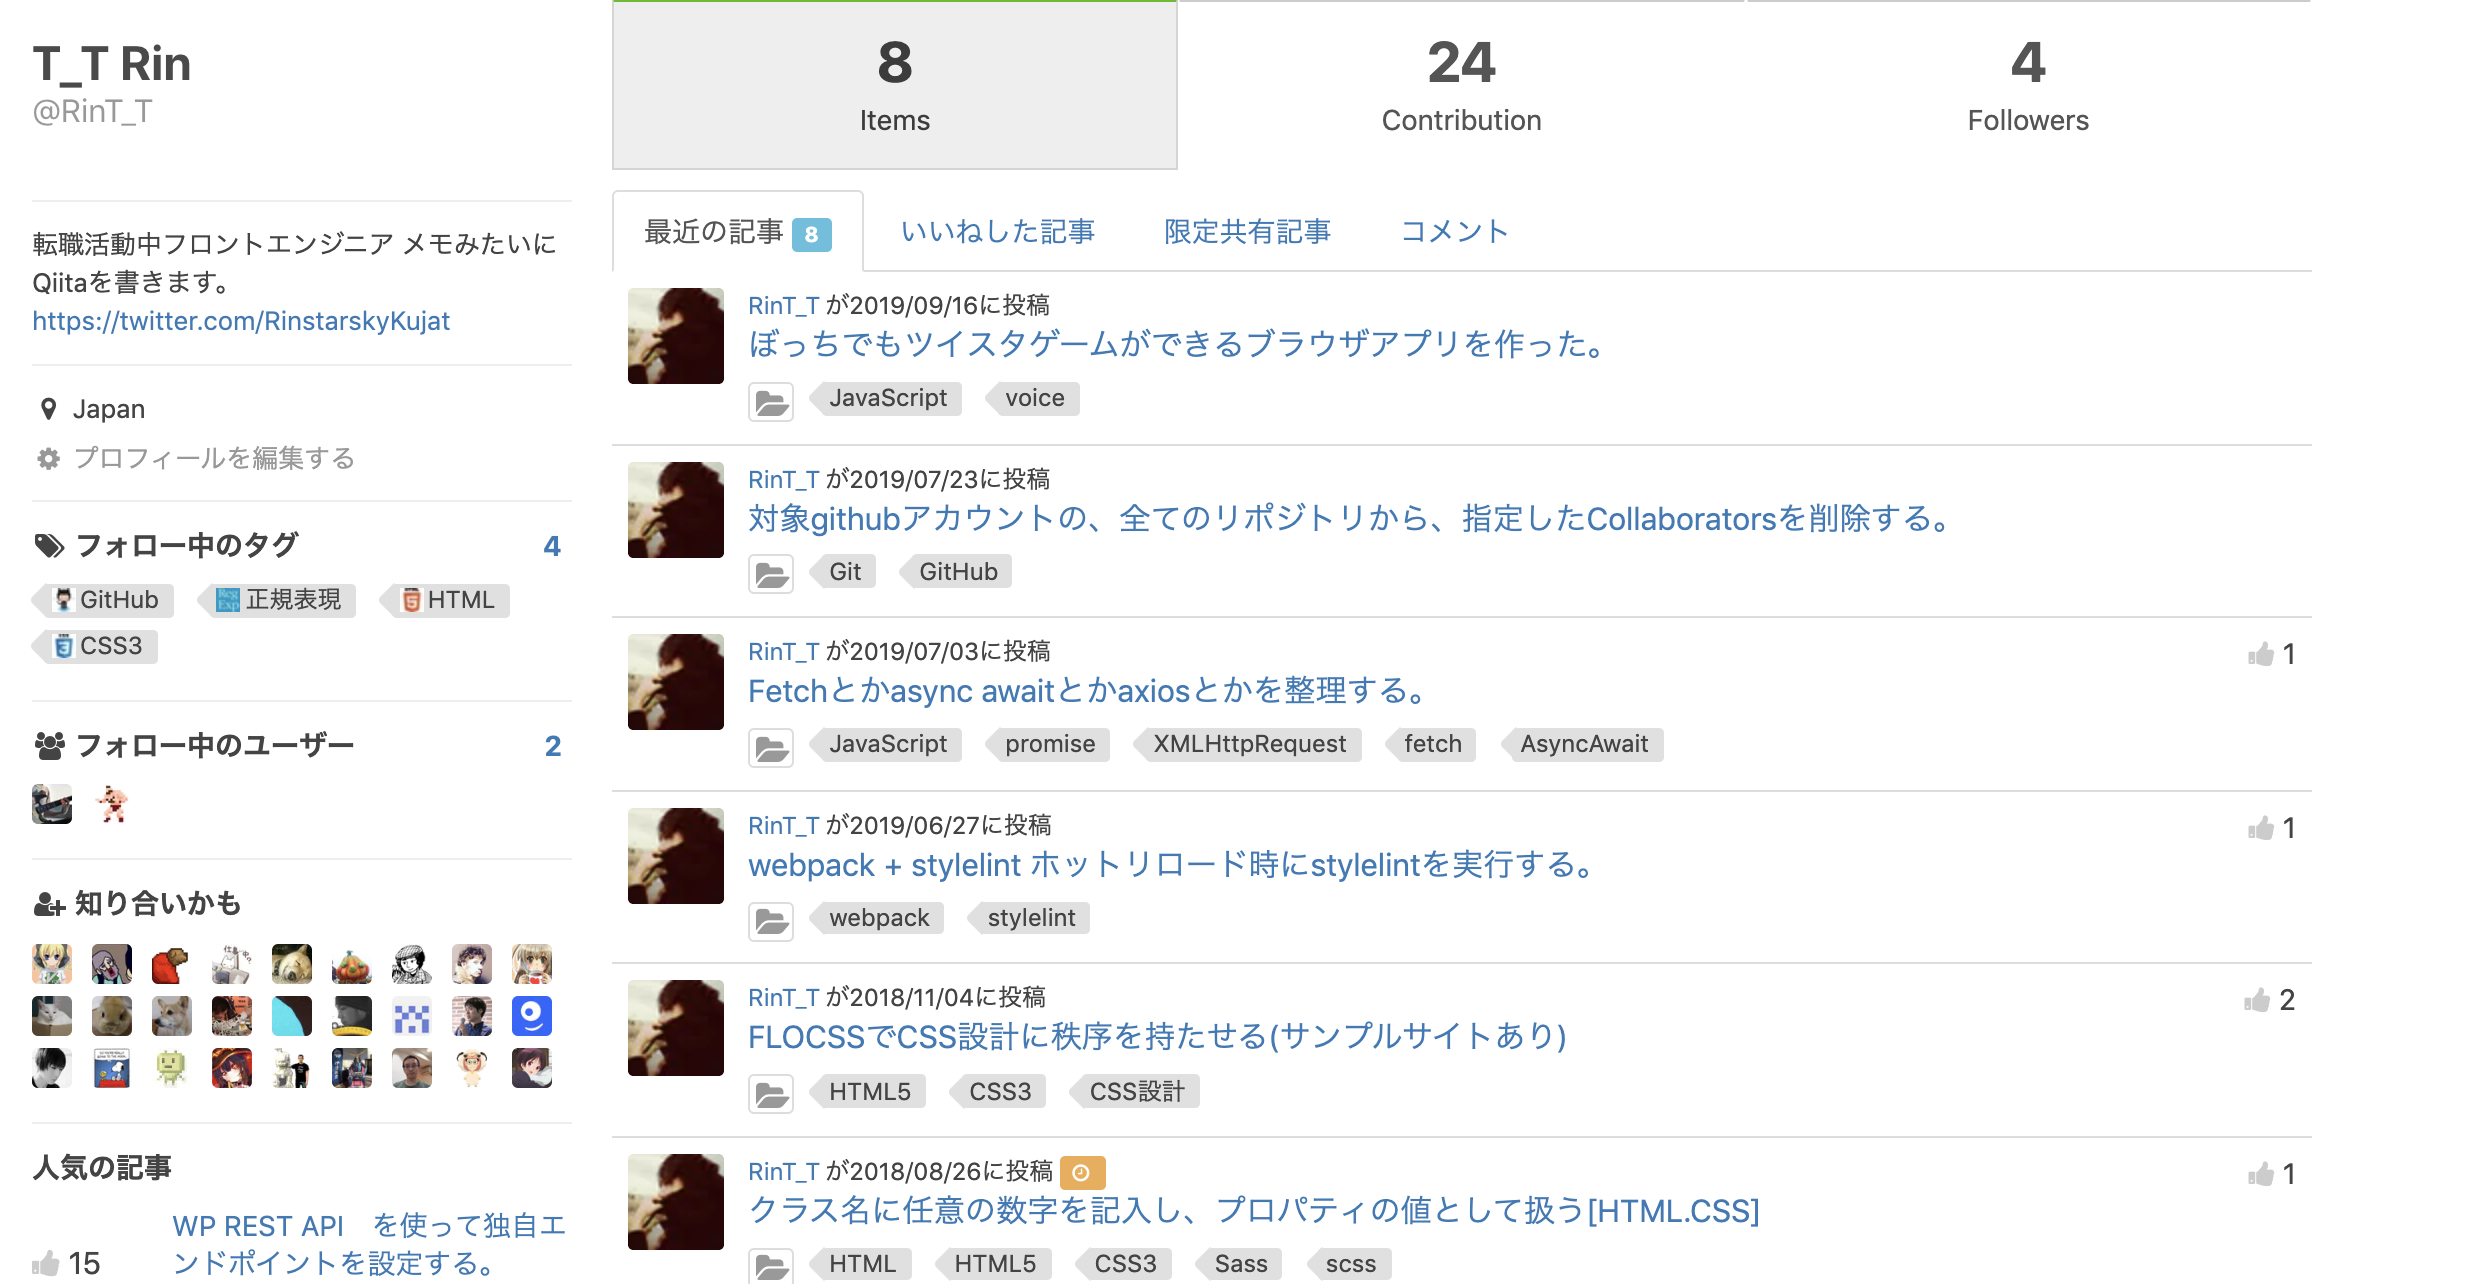 T_T Rin
@RinT_T
転職活動中フロントエンジニア メモみたいに
Qiitaを書きます。
https://twitter.com/RinstarskyKujat
Japan
プロフィールを編集する
フォロー中のタグ 4
GitHub 正規表現 HTML
CSS3
フォロー中のユーザー 2
知り合いかも
人気の記事
15
WP REST API　を使って独自エ
ンドポイントを設定する。
8
Items
24
Contribution
4
Followers
最近の記事 8 いいねした記事 限定共有記事 コメント
RinT_T が2019/09/16に投稿
ぼっちでもツイスタゲームができるブラウザアプリを作った。
JavaScript voice
RinT_T が2019/07/23に投稿
対象githubアカウントの、全てのリポジトリから、指定したCollaboratorsを削除する。
Git GitHub
RinT_T が2019/07/03に投稿 1
Fetchとかasync awaitとかaxiosとかを整理する。
JavaScript promise XMLHttpRequest fetch AsyncAwait
RinT_T が2019/06/27に投稿 1
webpack + stylelint ホットリロード時にstylelintを実行する。
webpack stylelint
RinT_T が2018/11/04に投稿 2
FLOCSSでCSS設計に秩序を持たせる(サンプルサイトあり)
HTML5 CSS3 CSS設計
RinT_T が2018/08/26に投稿 1
クラス名に任意の数字を記入し、プロパティの値として扱う[HTML.CSS]
HTML HTML5 CSS3 Sass scss